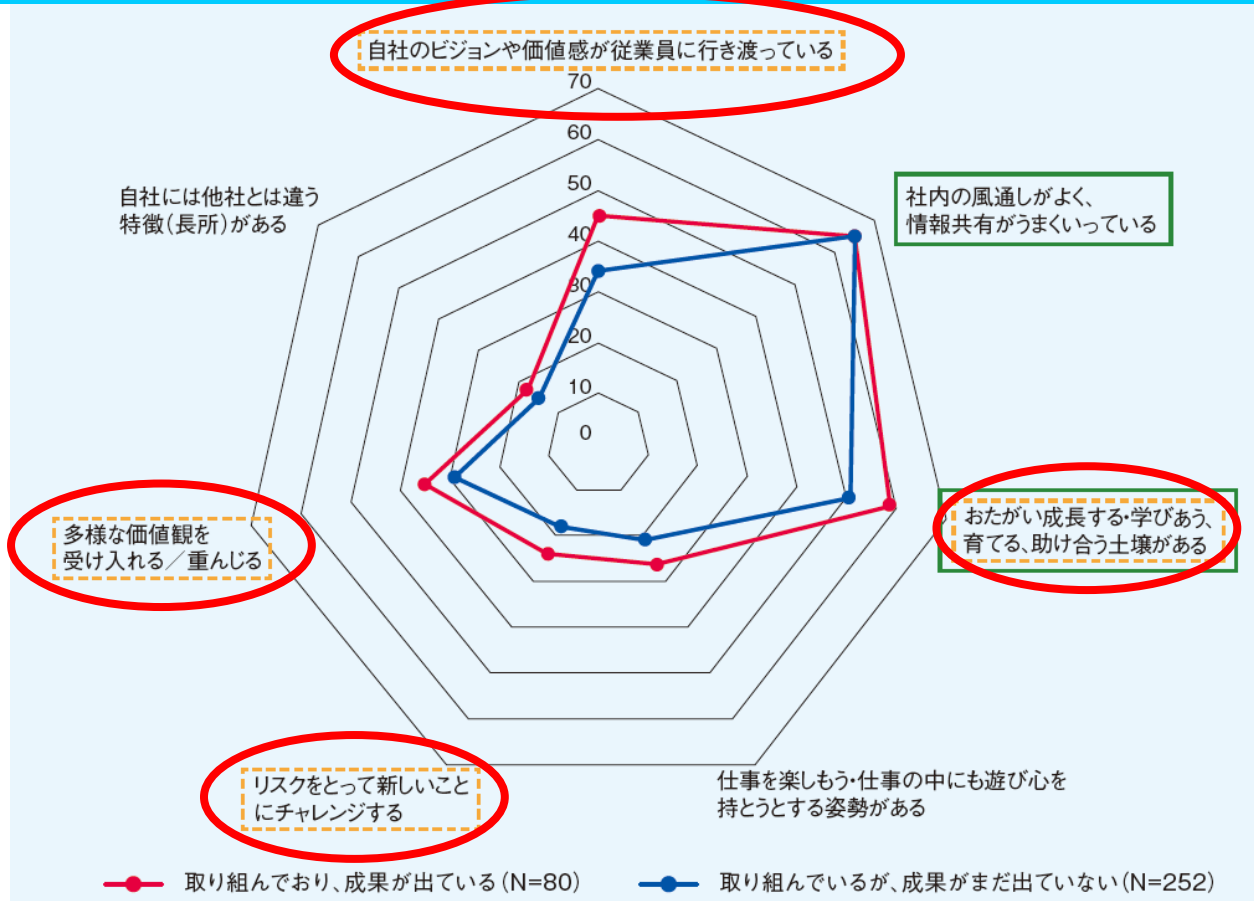 自社のビジョンや価値感が従業員に行き渡っている
70
60
50
40
30
20
10
0
自社には他社とは違う
特徴(長所)がある
社内の風通しがよく、
情報共有がうまくいっている
多様な価値観を
受け入れる/重んじる
おたがい成長する・学びあう、
育てる、助け合う土壌がある
リスクをとって新しいこと
にチャレンジする
仕事を楽しもう・仕事の中にも遊び心を
持とうとする姿勢がある
取り組んでおり、成果が出ている(N=80)
取り組んでいるが、成果がまだ出ていない(N=252)